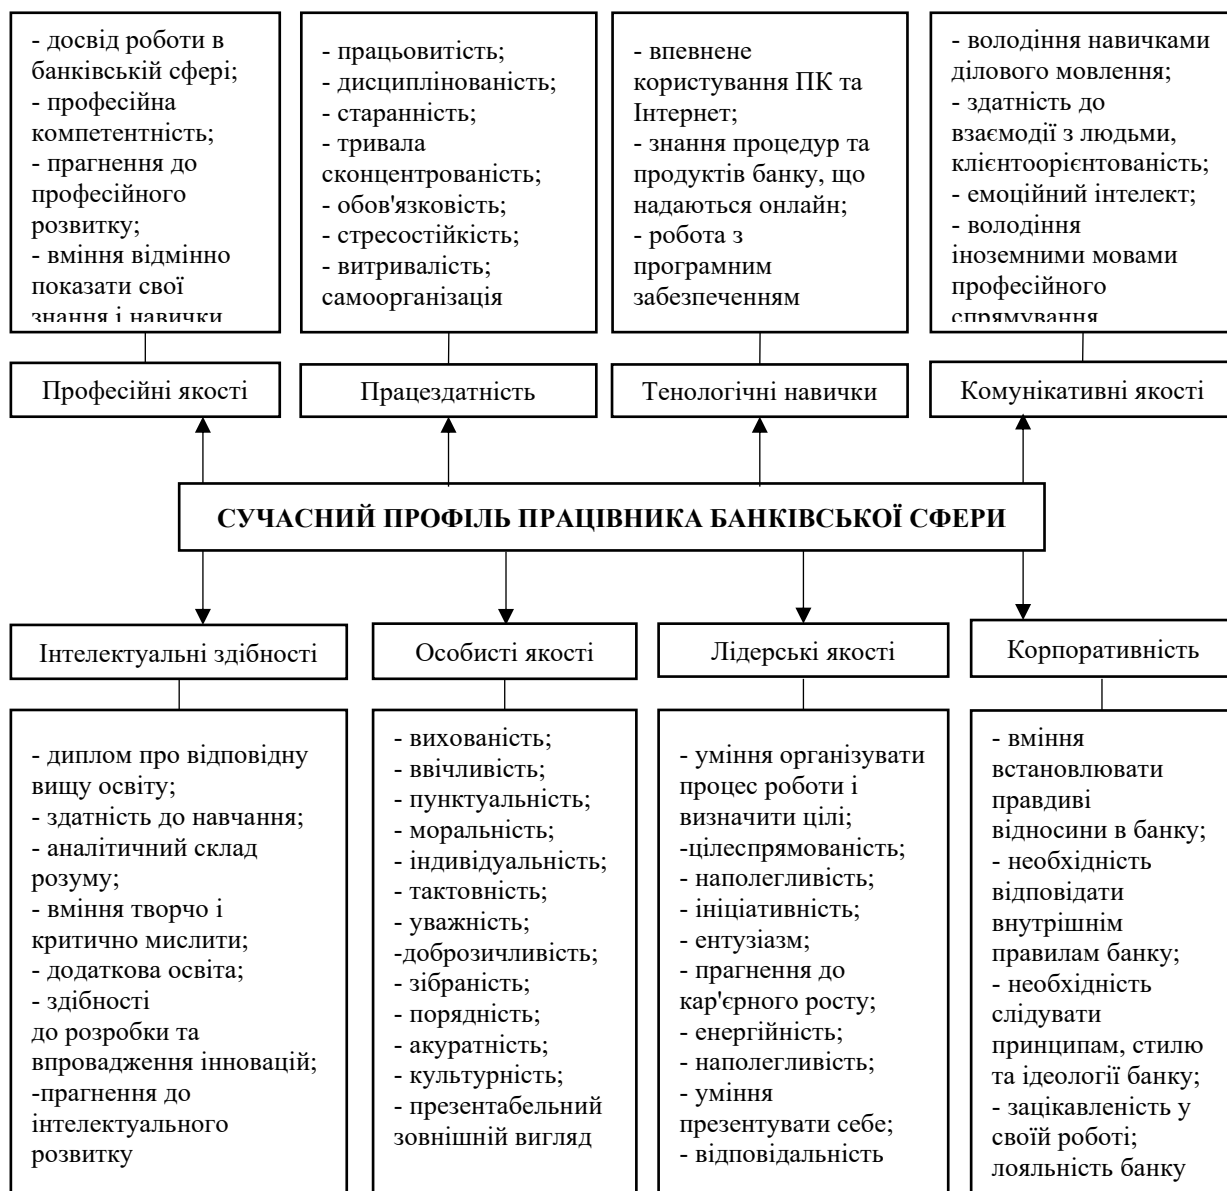 - досвід роботи в
банківській сфері;
- професійна
компетентність;
- прагнення до
професійного
розвитку;
- вміння відмінно
показати свої
знання і навички
- працьовитість;
- дисциплінованість;
- старанність;
- тривала
сконцентрованість;
- обов'язковість;
- стресостійкість;
- витривалість;
самоорганізація
- впевнене
користування ПК та
Інтернет;
- знання процедур та
продуктів банку, що
надаються онлайн;
- робота з
програмним
забезпеченням
- володіння навичками
ділового мовлення;
- здатність до
взаємодії з людьми,
клієнтоорієнтованість;
- емоційний інтелект;
- володіння
іноземними мовами
професійного
спрямування
Професійні якості
Працездатність
Тенологічні навички
Комунікативні якості
СУЧАСНИЙ ПРОФІЛЬ ПРАЦІВНИКА БАНКІВСЬКОЇ СФЕРИ
Інтелектуальні здібності
Особисті якості
Лідерські якості
Корпоративність
- диплом про відповідну
вищу освіту;
- здатність до навчання;
- аналітичний склад
розуму;
- вміння творчо і
критично мислити;
- додаткова освіта;
- здібності
до розробки та
впровадження інновацій;
-прагнення до
інтелектуального
розвитку
- вихованість;
- ввічливість;
- пунктуальність;
- моральність;
- індивідуальність;
- тактовність;
- уважність;
-доброзичливість;
- зібраність;
- порядність;
- акуратність;
- культурність;
- презентабельний
зовнішній вигляд
- уміння організувати
процес роботи і
визначити цілі;
-цілеспрямованість;
- наполегливість;
- ініціативність;
- ентузіазм;
- прагнення до
кар'єрного росту;
- енергійність;
- наполегливість;
- уміння
презентувати себе;
- відповідальність
- вміння
встановлювати
правдиві
відносини в банку;
- необхідність
відповідати
внутрішнім
правилам банку;
- необхідність
слідувати
принципам, стилю
та ідеології банку;
- зацікавленість у
своїй роботі;
лояльність банку